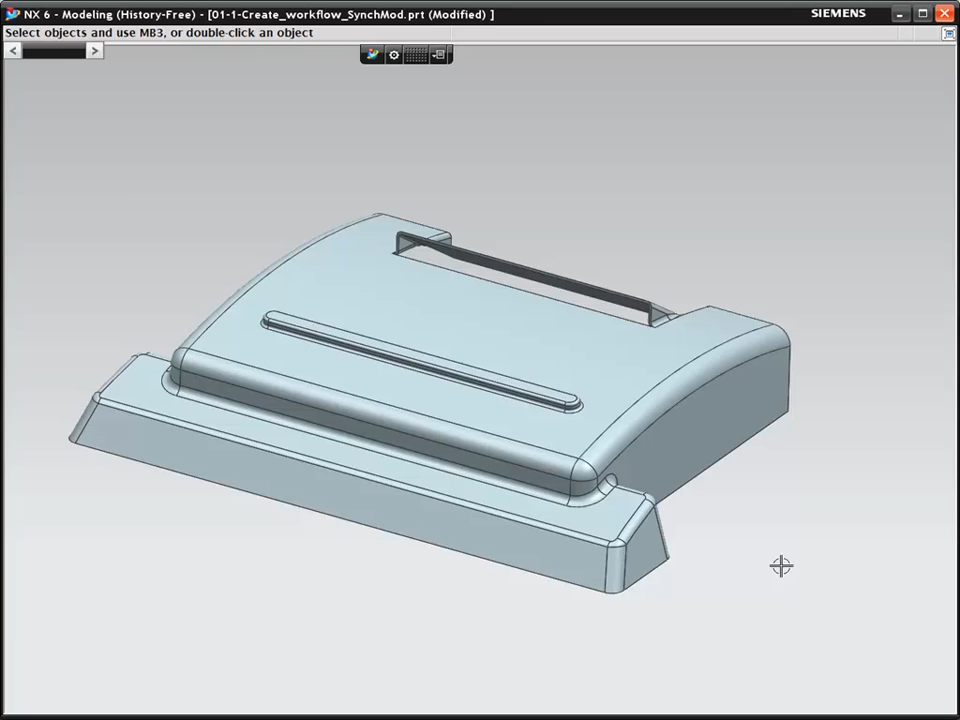 NX 6 - Modeling (History-Free) - [01-1-Create_workflow_SynchMod.prt (Modified) ]
SIEMENS
Select objects and use MB3, or double-click an object